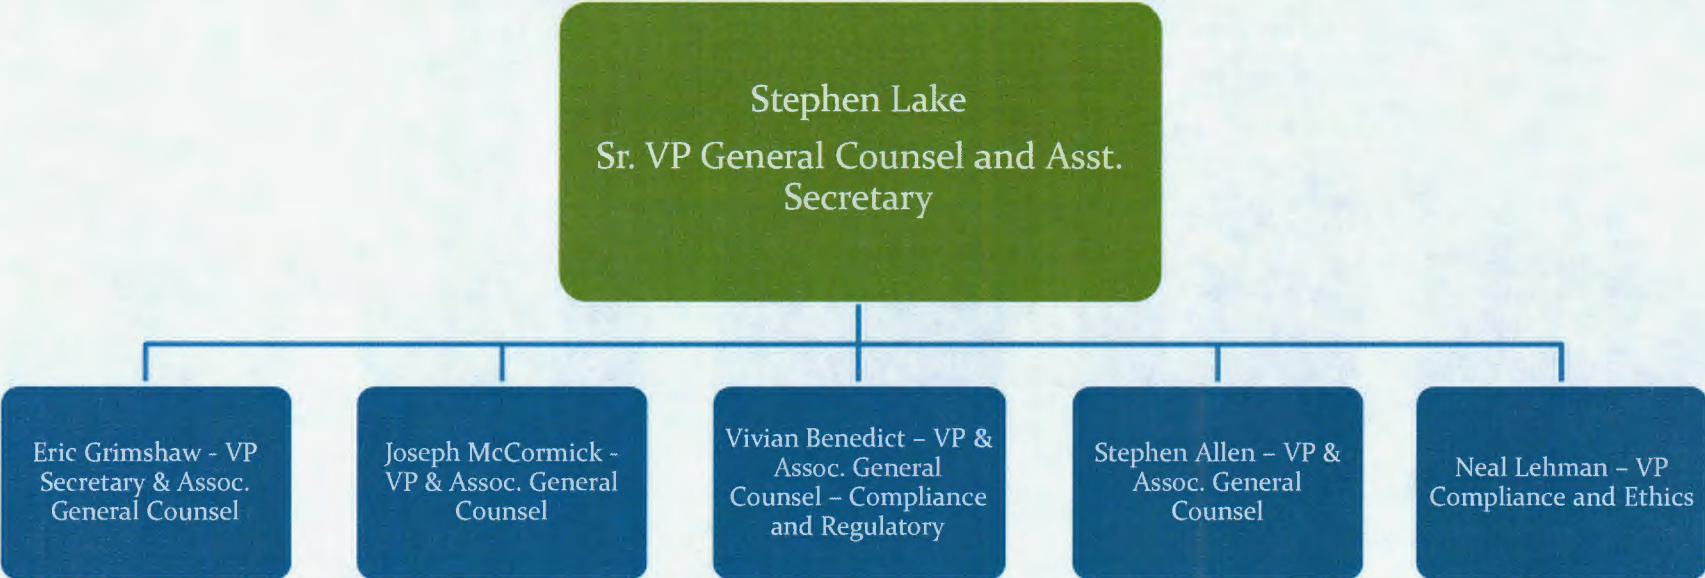 Stephen Lake
Sr. VP General Counsel and Asst.
Secretary
Eric Grimshaw - VP
Secretary & Assoc.
General Counsel
Joseph McCormick -
VP & Assoc. General
Counsel
Vivian Benedict – VP &
Assoc. General
Counsel – Compliance
and Regulatory
Stephen Allen – VP &
Assoc. General
Counsel
Neal Lehman – VP
Compliance and Ethics